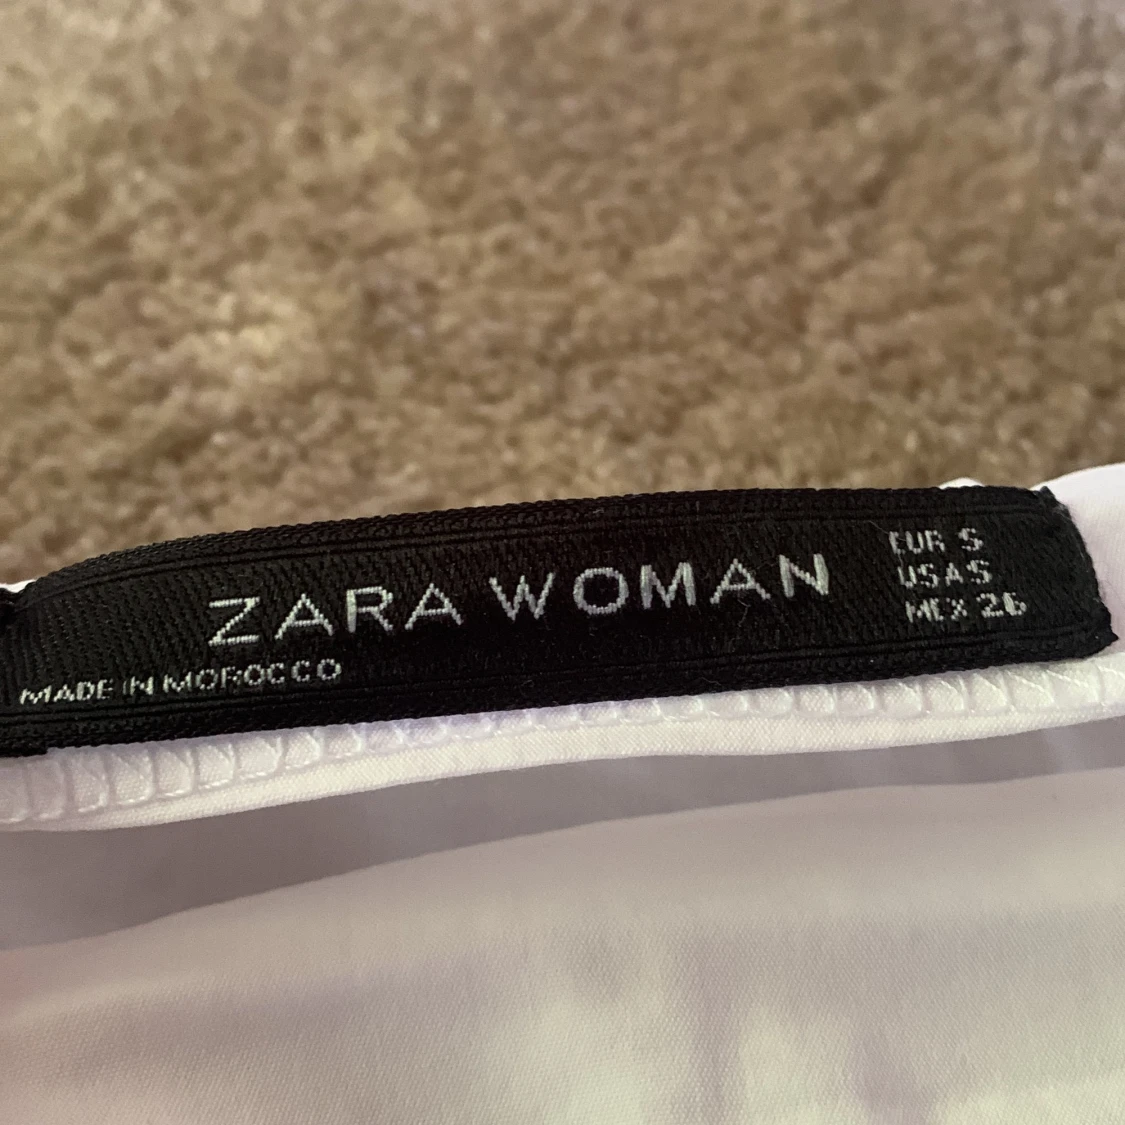 ZARA WOMAN
MADE IN MOROCCO
EUR S
USA S
MEX 26